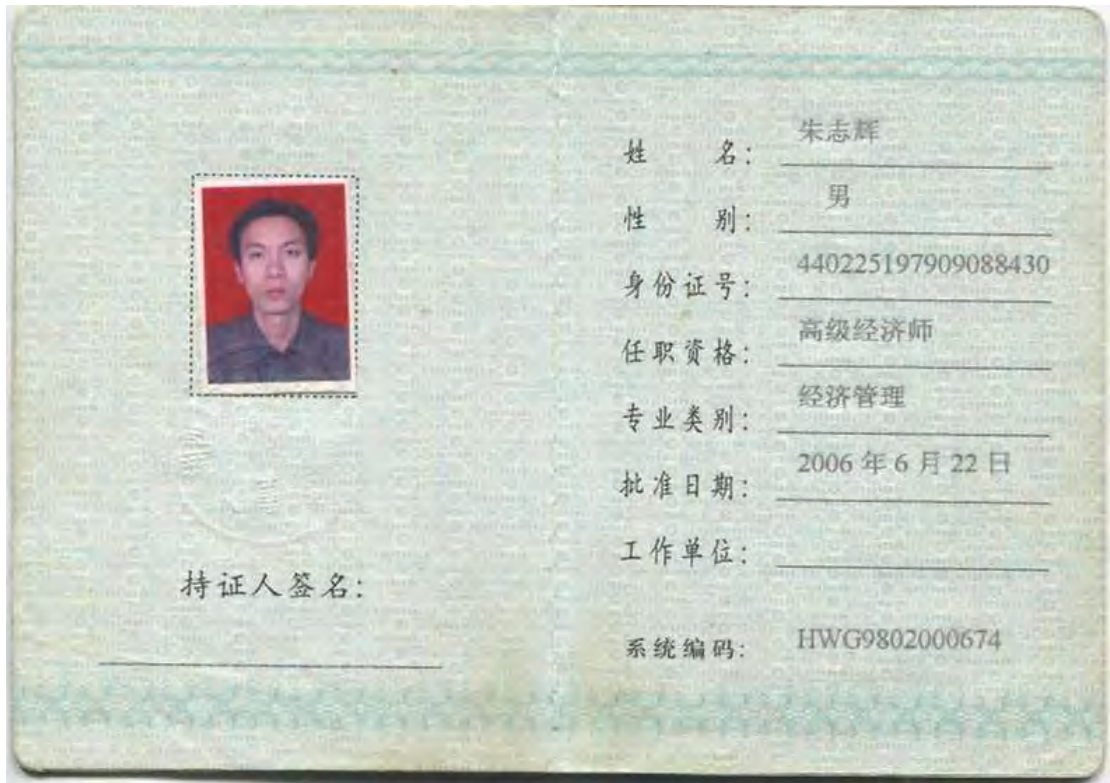 持证人签名:
姓 名: 朱志辉
性 别: 男
身份证号: 440225197909088430
任职资格: 高级经济师
专业类别: 经济管理
批准日期: 2006 年 6 月 22 日
工作单位:
系统编码: HWG9802000674